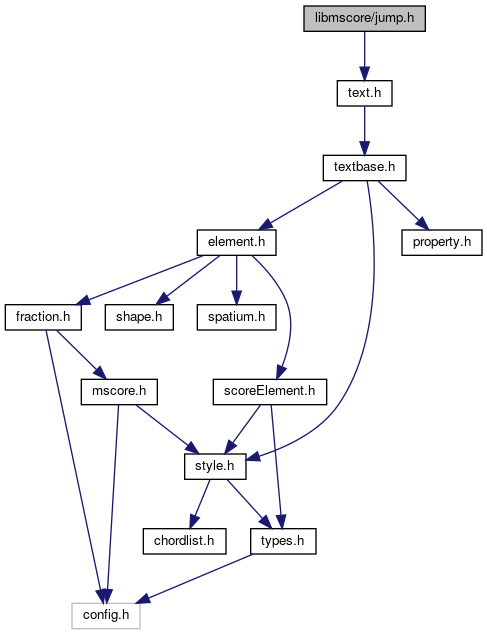 libmscore/jump.h
text.h
textbase.h
element.h
property.h
fraction.h
shape.h
spatium.h
mscore.h
scoreElement.h
style.h
chordlist.h
types.h
config.h